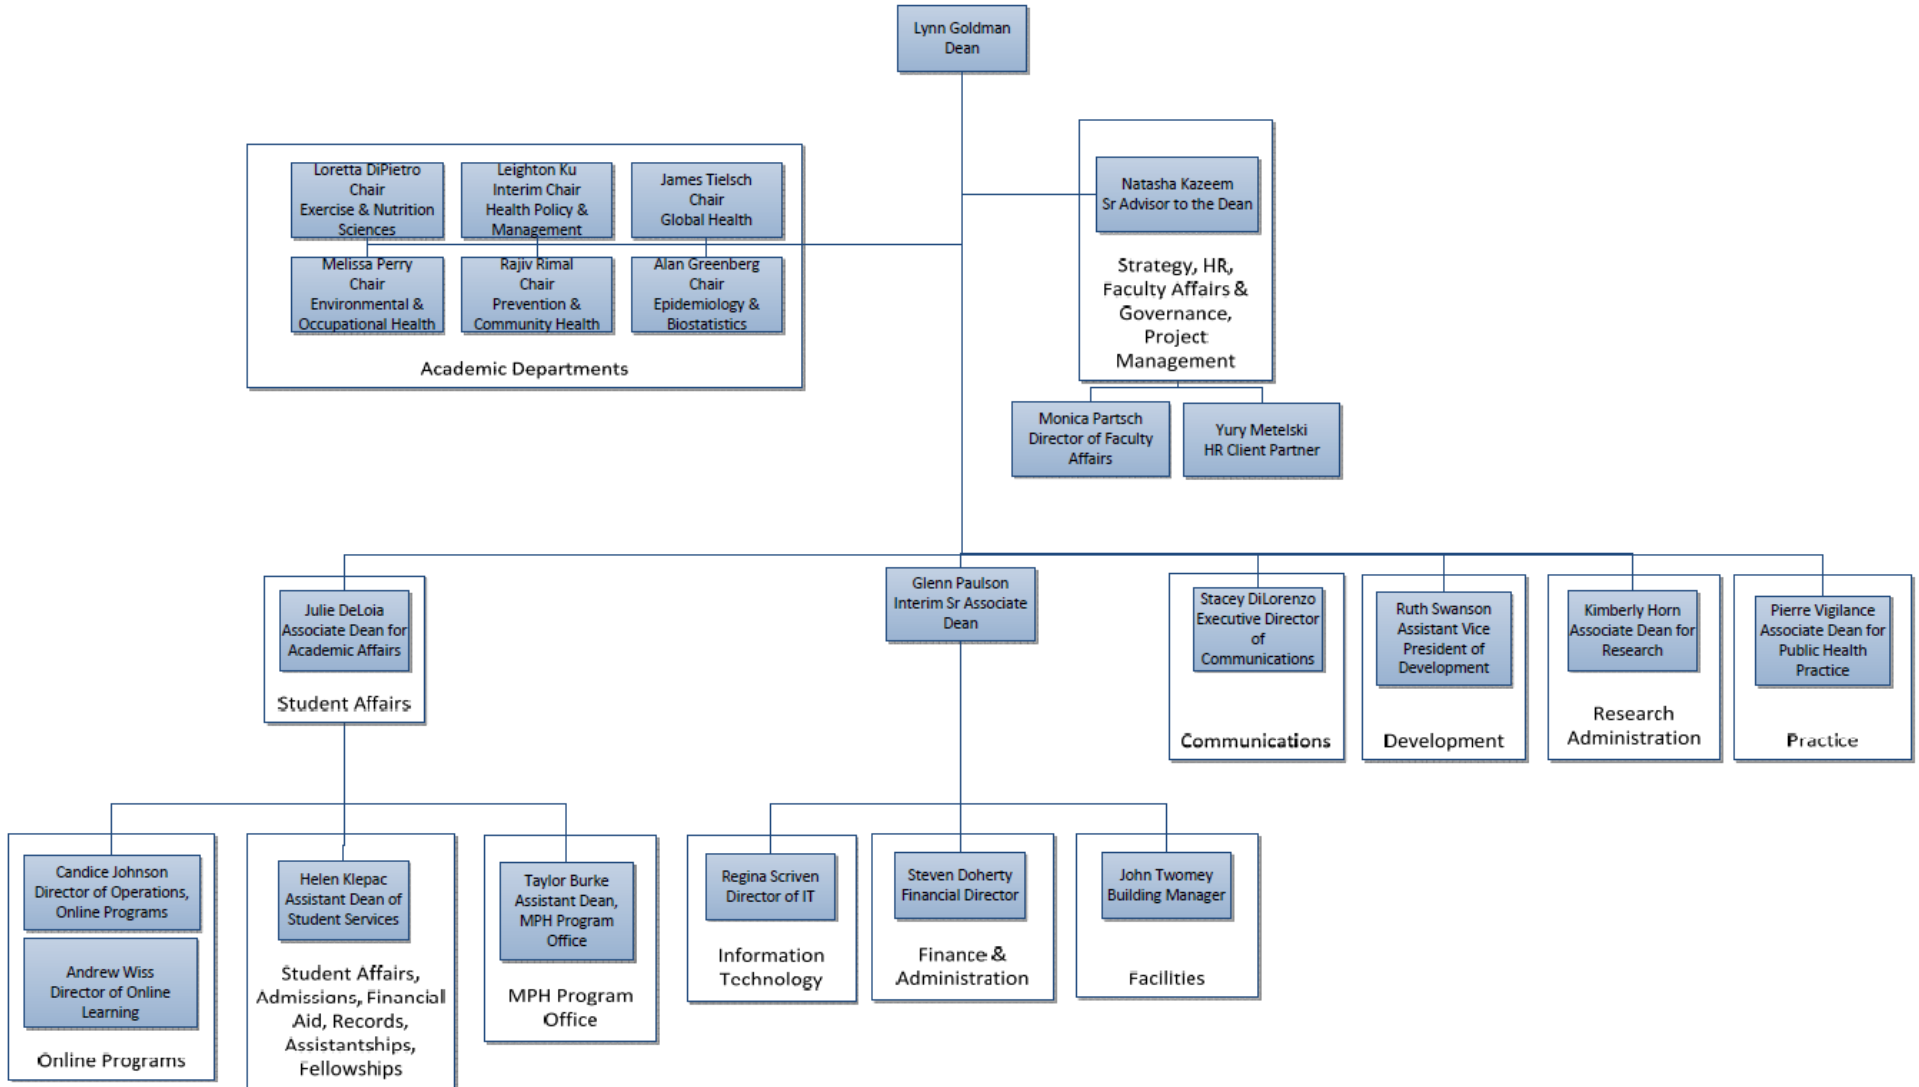 Lynn Goldman
Dean
Loretta DiPietro
Chair
Exercise & Nutrition
Sciences
Leighton Ku
Interim Chair
Health Policy &
Management
James Tielsch
Chair
Global Health
Melissa Perry
Chair
Environmental &
Occupational Health
Rajiv Rimal
Chair
Prevention &
Community Health
Alan Greenberg
Chair
Epidemiology &
Biostatistics
Academic Departments
Natasha Kazeem
Sr Advisor to the Dean
Strategy, HR,
Faculty Affairs &
Governance,
Project
Management
Monica Partsch
Director of Faculty
Affairs
Yury Metelski
HR Client Partner
Julie DeLoia
Associate Dean for
Academic Affairs
Student Affairs
Glenn Paulson
Interim Sr Associate
Dean
Stacey DiLorenzo
Executive Director
of
Communications
Communications
Ruth Swanson
Assistant Vice
President of
Development
Development
Kimberly Horn
Associate Dean for
Research
Research
Administration
Pierre Vigilance
Associate Dean for
Public Health
Practice
Practice
Candice Johnson
Director of Operations,
Online Programs
Andrew Wiss
Director of Online
Learning
Online Programs
Helen Klepac
Assistant Dean of
Student Services
Student Affairs,
Admissions, Financial
Aid, Records,
Assistantships,
Fellowships
Taylor Burke
Assistant Dean,
MPH Program
Office
MPH Program
Office
Regina Scriven
Director of IT
Information
Technology
Steven Doherty
Financial Director
Finance &
Administration
John Twomey
Building Manager
Facilities